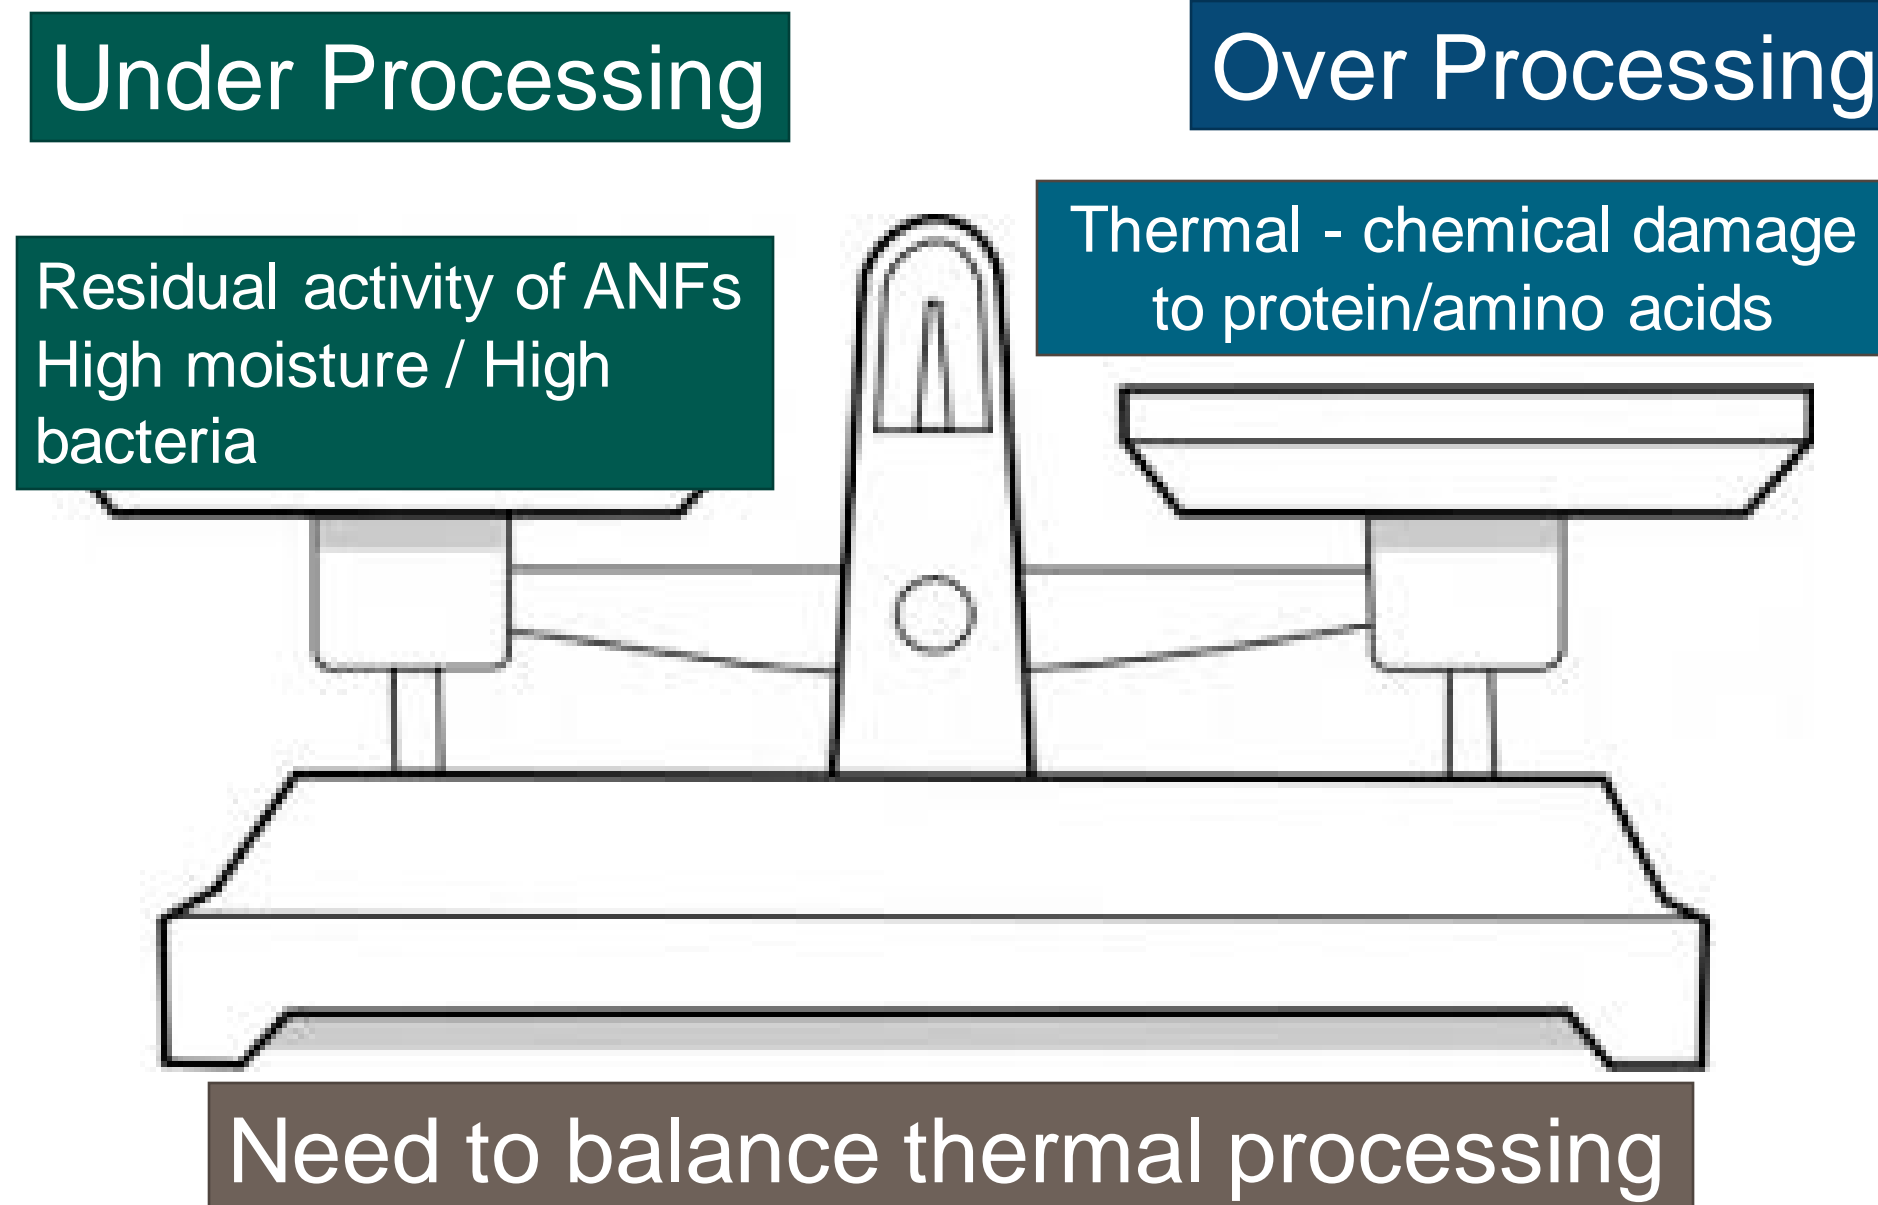 Under Processing
Over Processing
Residual activity of ANFs
High moisture / High
bacteria
Thermal - chemical damage
to protein/amino acids
Need to balance thermal processing